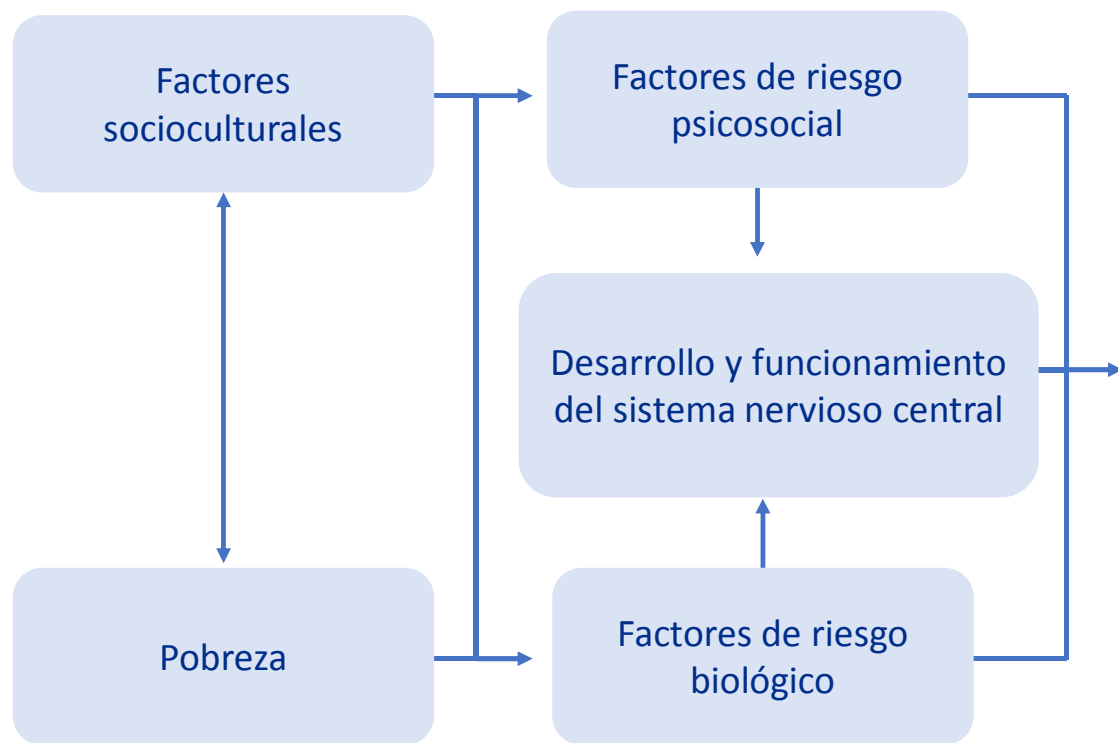 Factores
socioculturales
Factores de riesgo
psicosocial
Desarrollo y funcionamiento
del sistema nervioso central
Pobreza
Factores de riesgo
biológico